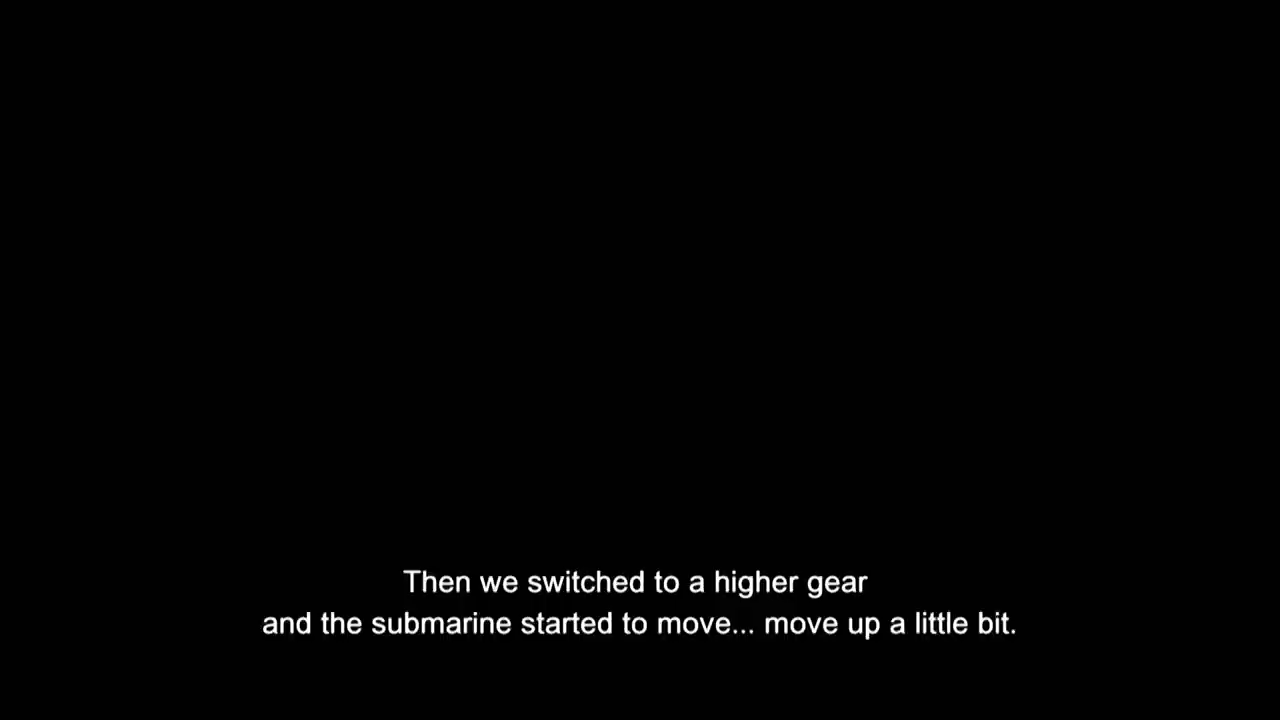 Then we switched to a higher gear
and the submarine started to move... move up a little bit.